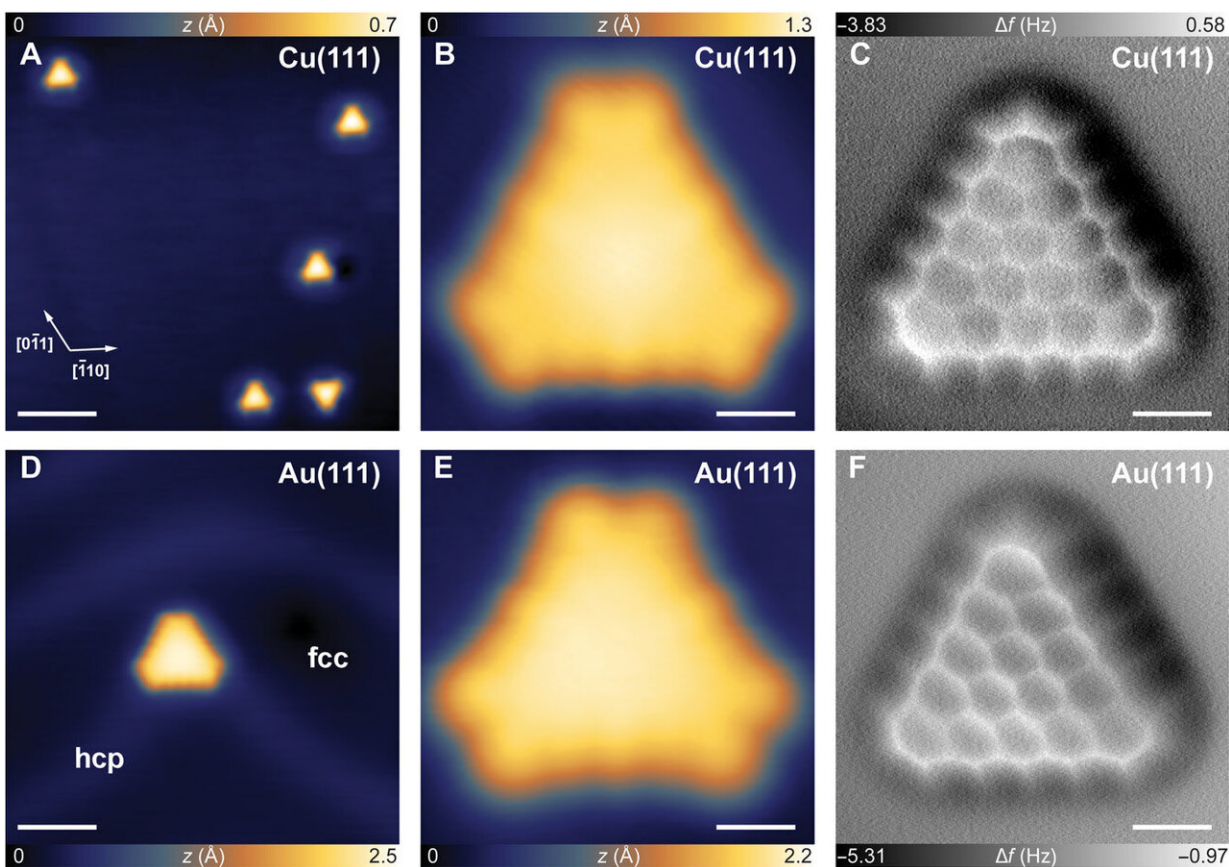 0 z (Å) 0.7
0 z (Å) 1.3
−3.83 Δf (Hz) 0.58
A Cu(111)
B Cu(111)
C Cu(111)
[01̄1]
[1̄10]
D Au(111)
E Au(111)
F Au(111)
fcc
hcp
0 z (Å) 2.5
0 z (Å) 2.2
−5.31 Δf (Hz) −0.97